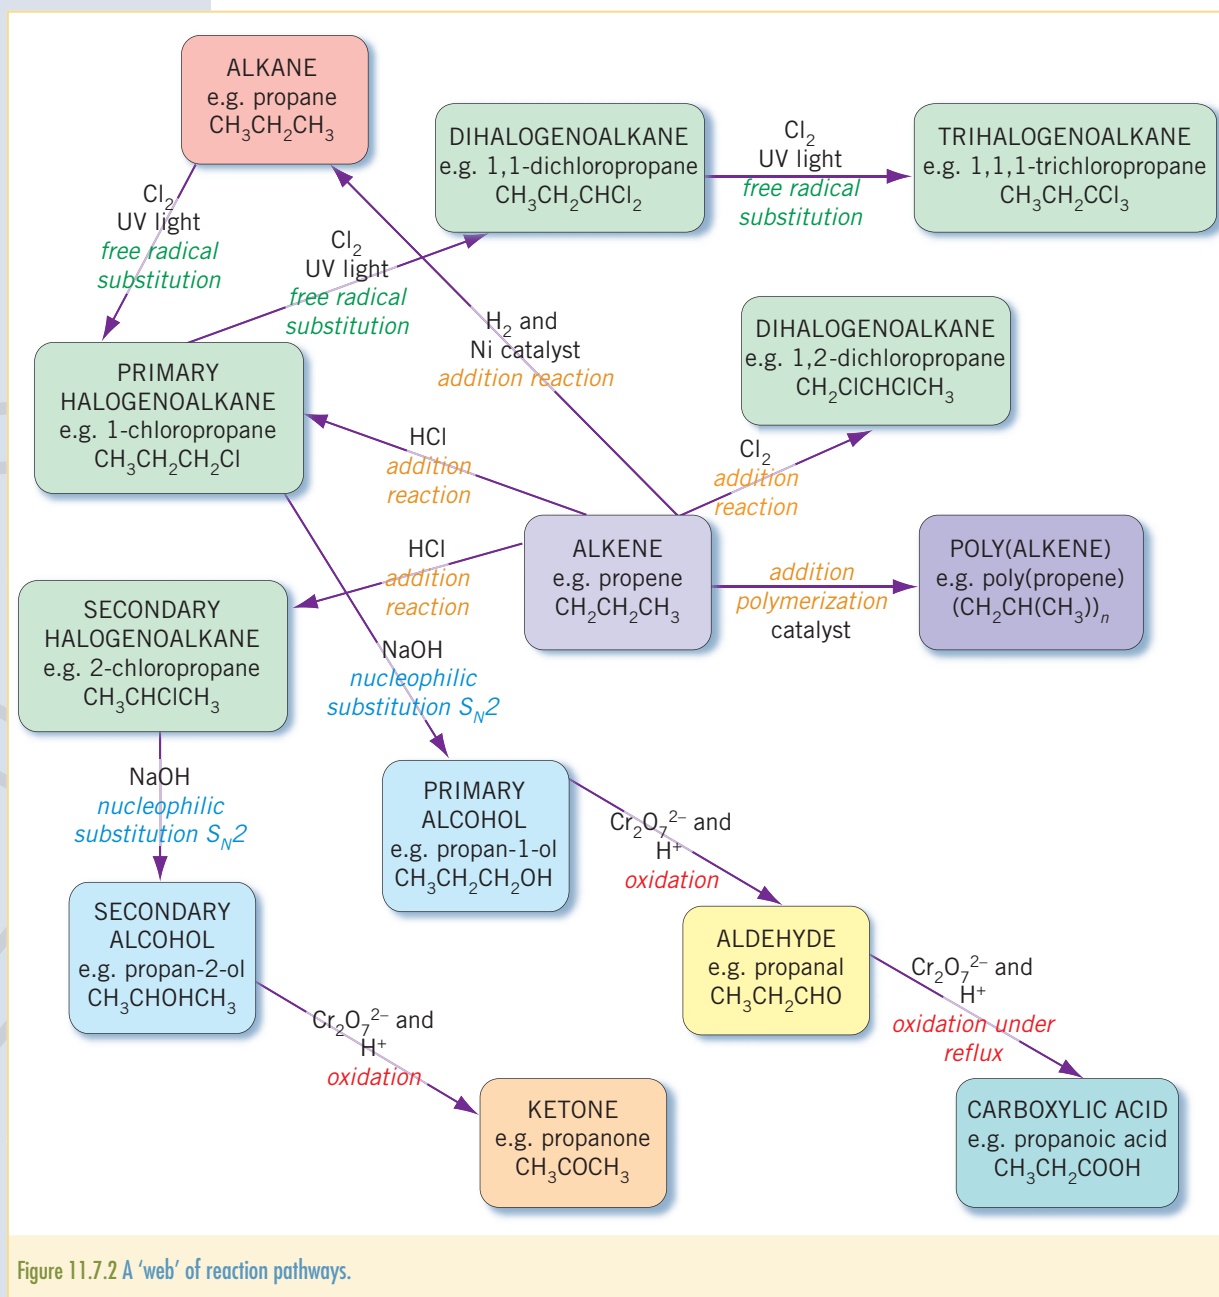 ALKANE
e.g. propane
CH₃CH₂CH₃
DIHALOGENOALKANE
e.g. 1,1-dichloropropane
CH₃CH₂CHCl₂
Cl₂
UV light
free radical
substitution
TRIHALOGENOALKANE
e.g. 1,1,1-trichloropropane
CH₃CH₂CCl₃
Cl₂
UV light
free radical
substitution
Cl₂
UV light
free radical
substitution
H₂ and
Ni catalyst
addition reaction
DIHALOGENOALKANE
e.g. 1,2-dichloropropane
CH₂ClCHClCH₃
PRIMARY
HALOGENOALKANE
e.g. 1-chloropropane
CH₃CH₂CH₂Cl
HCl
addition
reaction
Cl₂
addition
reaction
ALKENE
e.g. propene
CH₂CH₂CH₃
addition
polymerization
catalyst
POLY(ALKENE)
e.g. poly(propene)
(CH₂CH(CH₃))ₙ
HCl
addition
reaction
SECONDARY
HALOGENOALKANE
e.g. 2-chloropropane
CH₃CHClCH₃
NaOH
nucleophilic
substitution S_N2
NaOH
nucleophilic
substitution S_N2
PRIMARY
ALCOHOL
e.g. propan-1-ol
CH₃CH₂CH₂OH
Cr₂O₇²⁻ and
H⁺
oxidation
SECONDARY
ALCOHOL
e.g. propan-2-ol
CH₃CHOHCH₃
ALDEHYDE
e.g. propanal
CH₃CH₂CHO
Cr₂O₇²⁻ and
H⁺
oxidation under
reflux
Cr₂O₇²⁻ and
H⁺
oxidation
KETONE
e.g. propanone
CH₃COCH₃
CARBOXYLIC ACID
e.g. propanoic acid
CH₃CH₂COOH
Figure 11.7.2 A ‘web’ of reaction pathways.